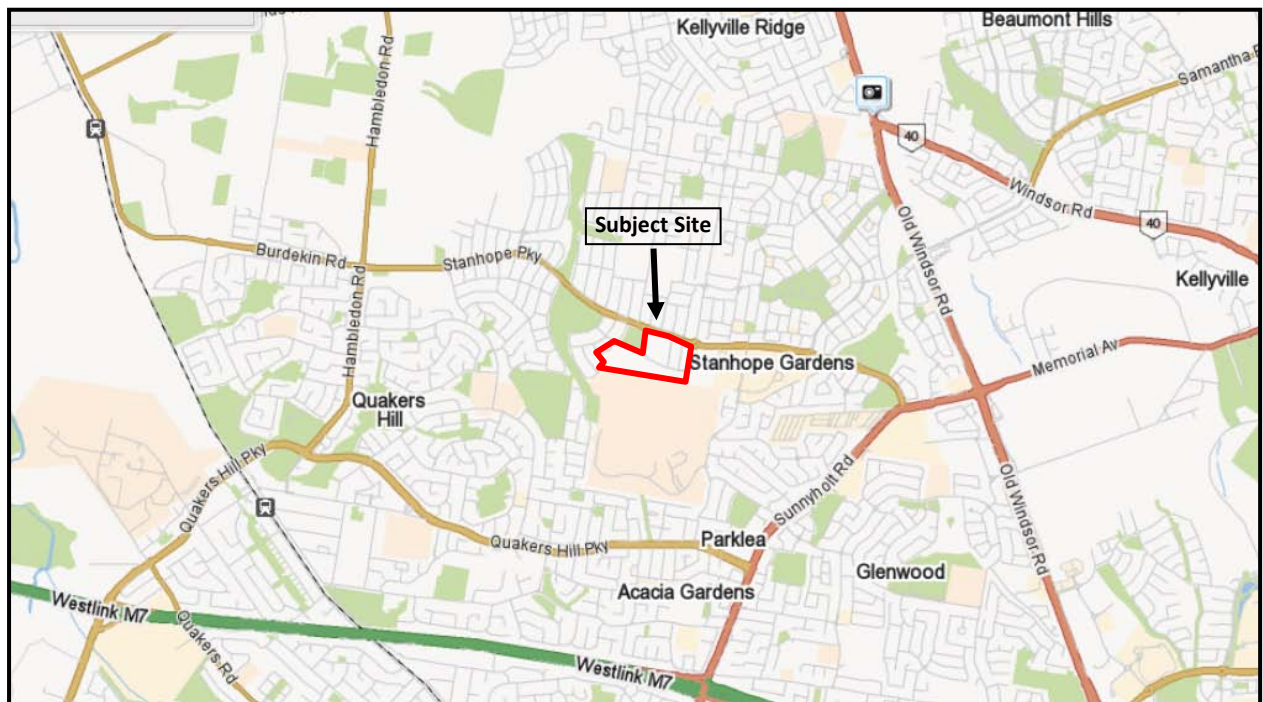 Kellyville Ridge
Beaumont Hills
Hambledon Rd
40
Windsor Rd
40
Old Windsor Rd
Subject Site
Burdekin Rd
Stanhope Pky
Kellyville
Hambledon Rd
Stanhope Gardens
Memorial Av
Quakers
Hill
Quakers Hill Pky
Sunnyholt Rd
Old Windsor Rd
Quakers Hill Pky
Parklea
Glenwood
Acacia Gardens
Westlink M7
Quakers Rd
Westlink M7
Samantha